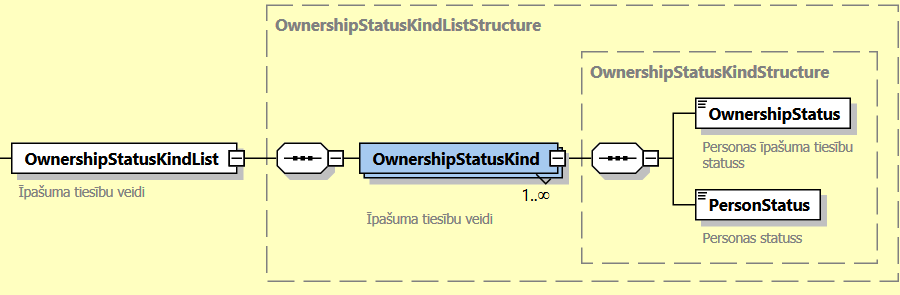 OwnershipStatusKindListStructure
OwnershipStatusKindStructure
OwnershipStatus
Personas īpašuma tiesību
statuss
OwnershipStatusKindList
Īpašuma tiesību veidi
OwnershipStatusKind
1..∞
Īpašuma tiesību veidi
PersonStatus
Personas statuss